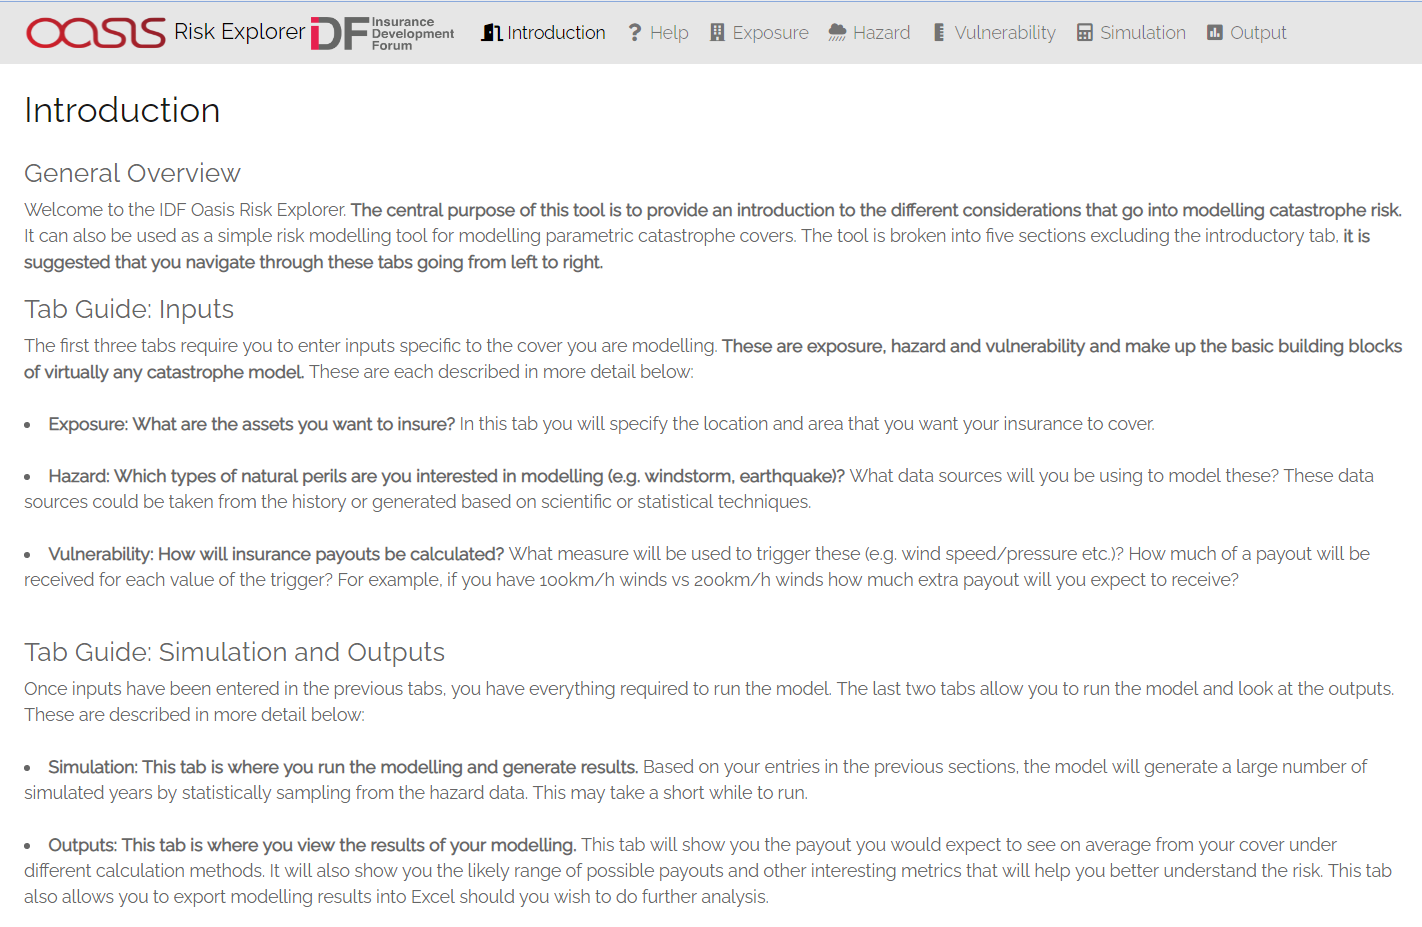 OASIS Risk Explorer IDF Insurance Development Forum Introduction Help Exposure Hazard Vulnerability Simulation Output
Introduction
General Overview
Welcome to the IDF Oasis Risk Explorer. The central purpose of this tool is to provide an introduction to the different considerations that go into modelling catastrophe risk.
It can also be used as a simple risk modelling tool for modelling parametric catastrophe covers. The tool is broken into five sections excluding the introductory tab, it is
suggested that you navigate through these tabs going from left to right.
Tab Guide: Inputs
The first three tabs require you to enter inputs specific to the cover you are modelling. These are exposure, hazard and vulnerability and make up the basic building blocks
of virtually any catastrophe model. These are each described in more detail below:
• Exposure: What are the assets you want to insure? In this tab you will specify the location and area that you want your insurance to cover.
• Hazard: Which types of natural perils are you interested in modelling (e.g. windstorm, earthquake)? What data sources will you be using to model these? These data
sources could be taken from the history or generated based on scientific or statistical techniques.
• Vulnerability: How will insurance payouts be calculated? What measure will be used to trigger these (e.g. wind speed/pressure etc.)? How much of a payout will be
received for each value of the trigger? For example, if you have 100km/h winds vs 200km/h winds how much extra payout will you expect to receive?
Tab Guide: Simulation and Outputs
Once inputs have been entered in the previous tabs, you have everything required to run the model. The last two tabs allow you to run the model and look at the outputs.
These are described in more detail below:
• Simulation: This tab is where you run the modelling and generate results. Based on your entries in the previous sections, the model will generate a large number of
simulated years by statistically sampling from the hazard data. This may take a short while to run.
• Outputs: This tab is where you view the results of your modelling. This tab will show you the payout you would expect to see on average from your cover under
different calculation methods. It will also show you the likely range of possible payouts and other interesting metrics that will help you better understand the risk. This tab
also allows you to export modelling results into Excel should you wish to do further analysis.